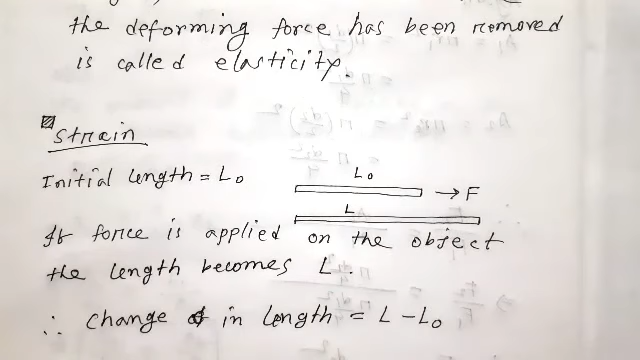 the deforming force has been removed
is called elasticity.
Strain
Initial length = L₀
L₀
→ F
L
If force is applied on the object
the length becomes L.
∴ change in length = L - L₀